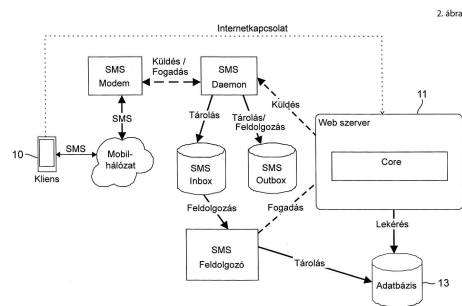 2. ábra
Internetkapcsolat
SMS
Modem
Küldés /
Fogadás
SMS
Daemon
11
Küldés
Web szerver
SMS
Tárolás
Tárolás/
Feldolgozás
Core
10
SMS
Mobil-
hálózat
Kliens
SMS
Inbox
SMS
Outbox
Feldolgozás
Fogadás
Lekérés
SMS
Feldolgozó
Tárolás
Adatbázis
13